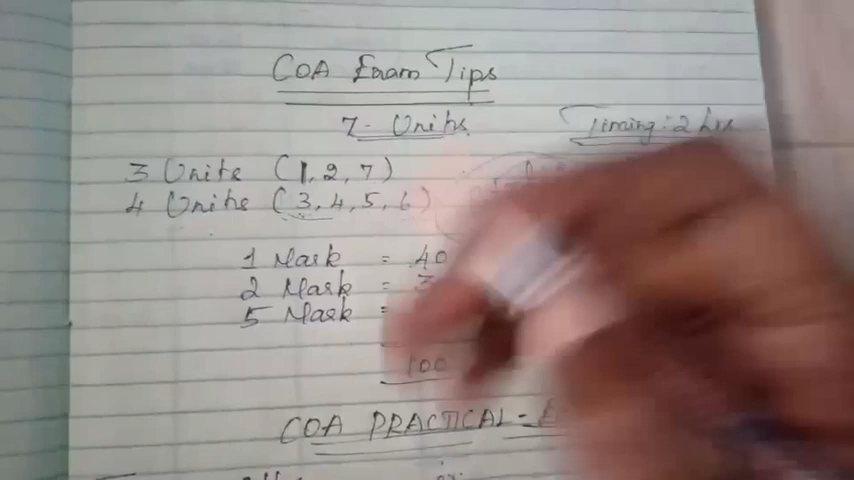 COA Exam Tips
7- Units
Timing: 2 hrs
3 Units (1, 2, 7)
4 Units (3, 4, 5, 6)
1 Mark = 40
2 Mark =
5 Mark =
100
COA PRACTICAL -